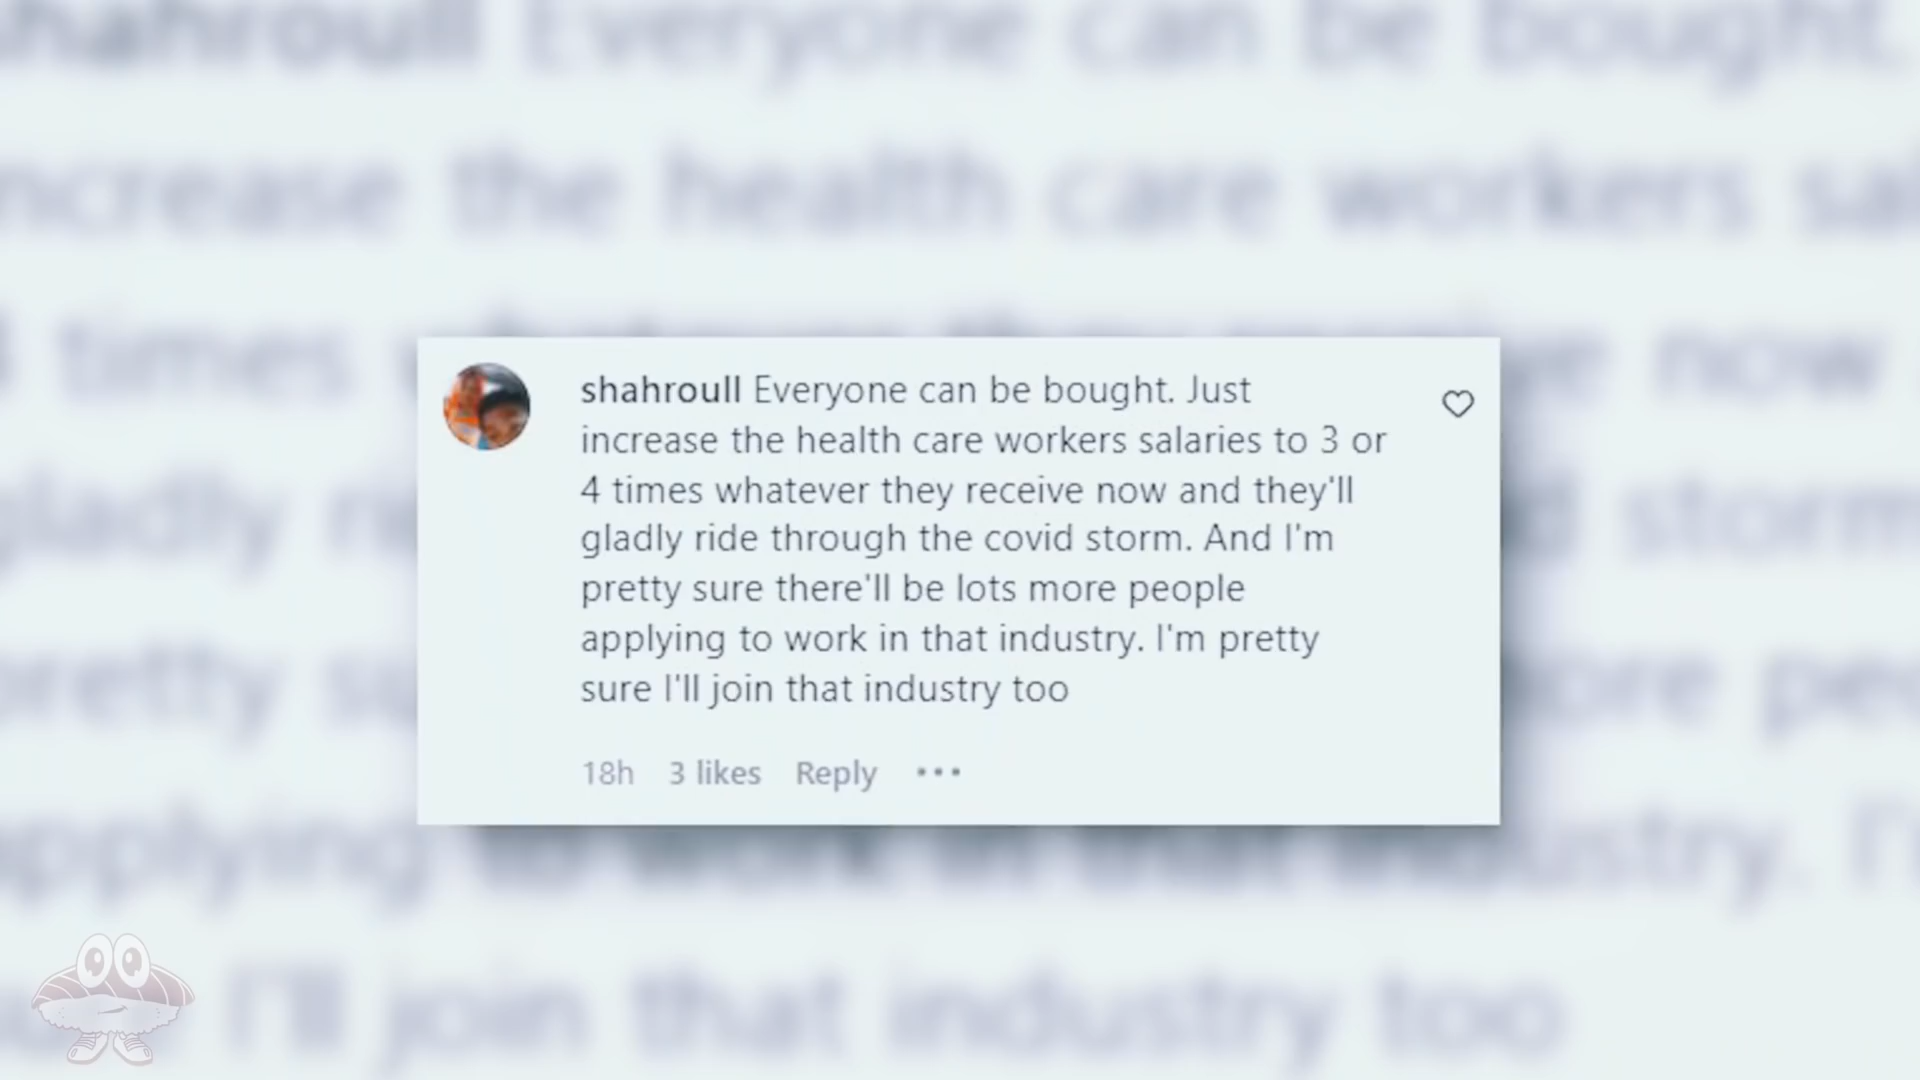 shahroull Everyone can be bought. Just
increase the health care workers salaries to 3 or
4 times whatever they receive now and they'll
gladly ride through the covid storm. And I'm
pretty sure there'll be lots more people
applying to work in that industry. I'm pretty
sure I'll join that industry too
18h 3 likes Reply